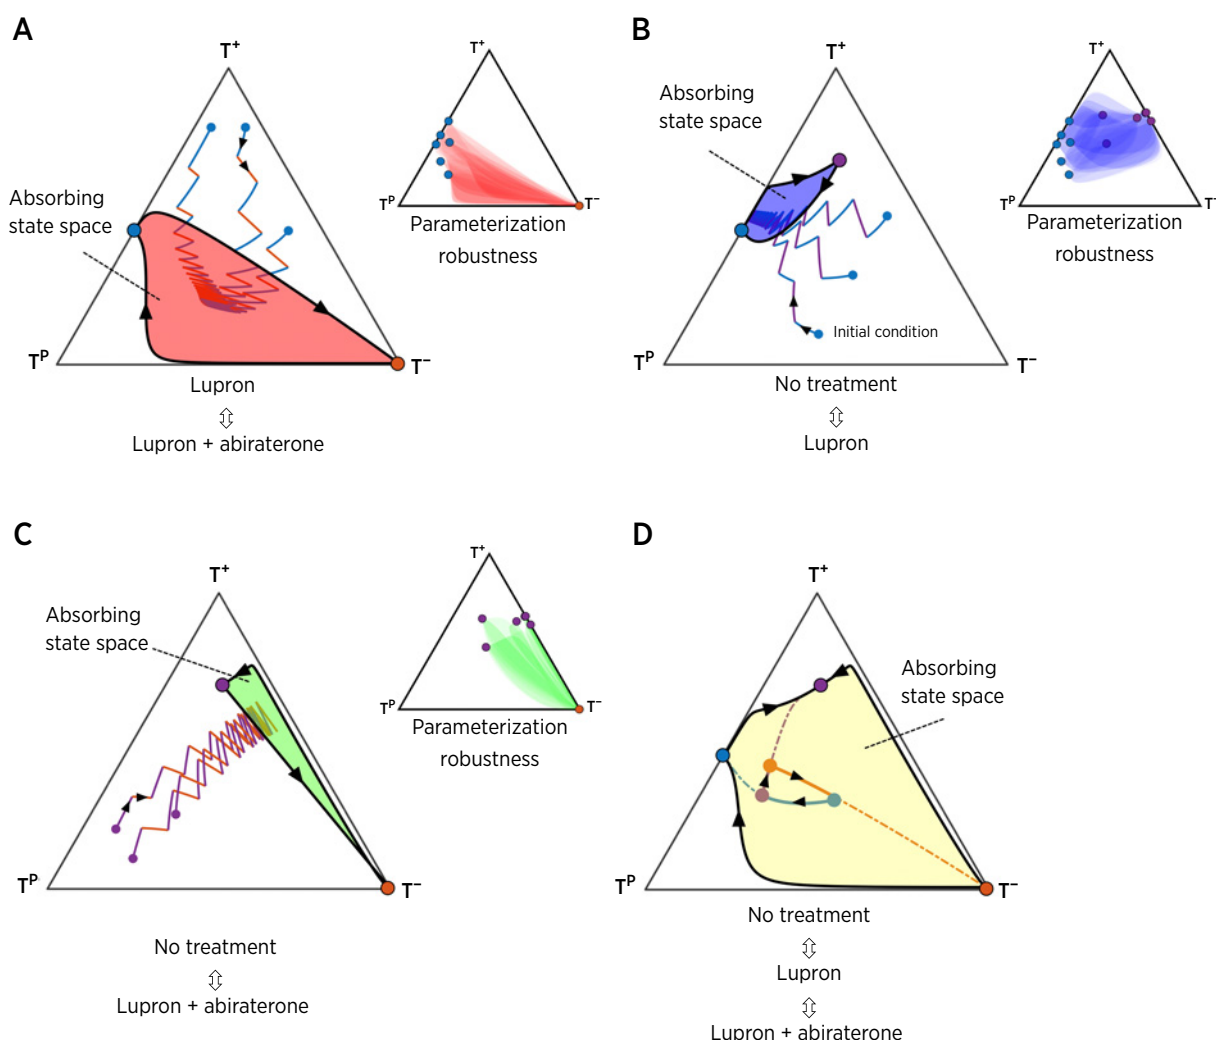 A
T⁺
Absorbing
state space
Tᴾ
T⁻
Lupron
⇕
Lupron + abiraterone
T⁺
Tᴾ
T⁻
Parameterization
robustness
B
T⁺
Absorbing
state space
Initial condition
Tᴾ
T⁻
No treatment
⇕
Lupron
T⁺
Tᴾ
T⁻
Parameterization
robustness
C
T⁺
Absorbing
state space
Tᴾ
T⁻
No treatment
⇕
Lupron + abiraterone
T⁺
Tᴾ
T⁻
Parameterization
robustness
D
T⁺
Absorbing
state space
Tᴾ
T⁻
No treatment
⇕
Lupron
⇕
Lupron + abiraterone